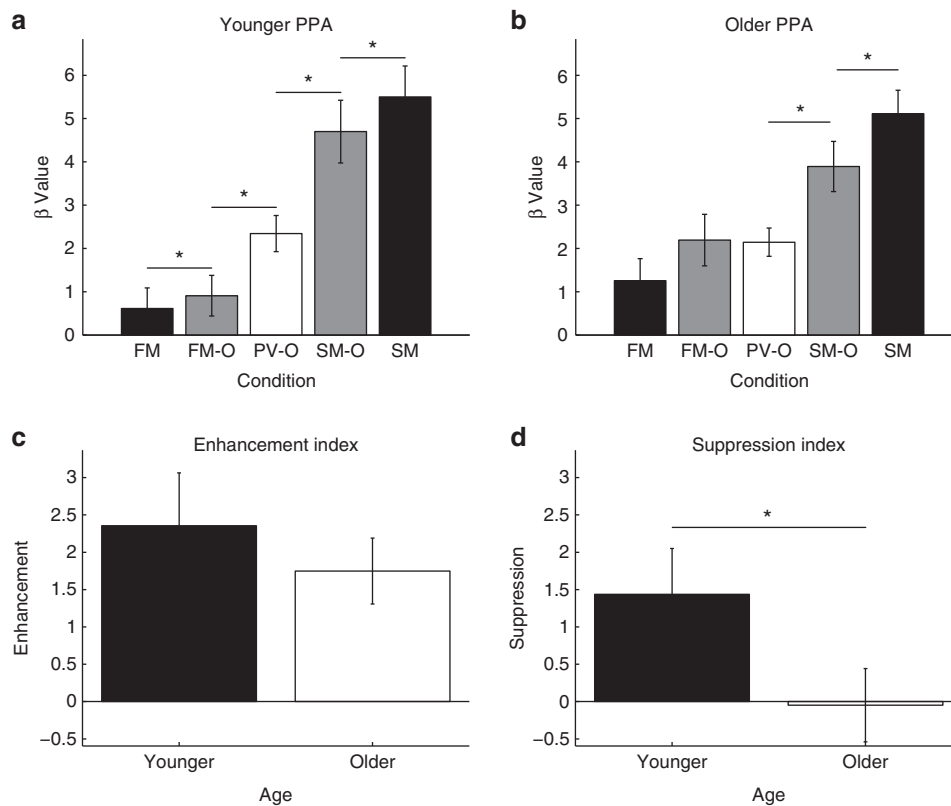 a
Younger PPA
6
5
4
3
2
1
0
β Value
*
*
*
*
FM
FM-O
PV-O
SM-O
SM
Condition
b
Older PPA
6
5
4
3
2
1
0
β Value
*
*
FM
FM-O
PV-O
SM-O
SM
Condition
c
Enhancement index
3
2.5
2
1.5
1
0.5
0
−0.5
Enhancement
Younger
Older
Age
d
Suppression index
3
2.5
2
1.5
1
0.5
0
−0.5
Suppression
*
Younger
Older
Age